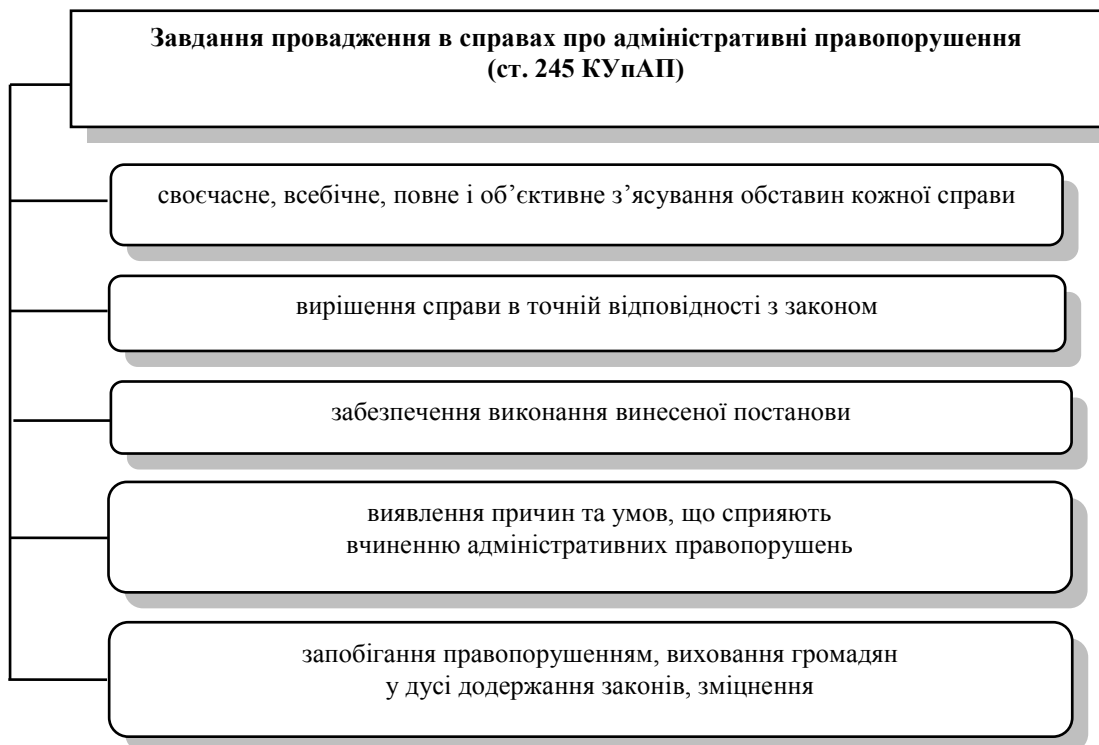 Завдання провадження в справах про адміністративні правопорушення
(ст. 245 КУпАП)
своєчасне, всебічне, повне і об’єктивне з’ясування обставин кожної справи
вирішення справи в точній відповідності з законом
забезпечення виконання винесеної постанови
виявлення причин та умов, що сприяють
вчиненню адміністративних правопорушень
запобігання правопорушенням, виховання громадян
у дусі додержання законів, зміцнення